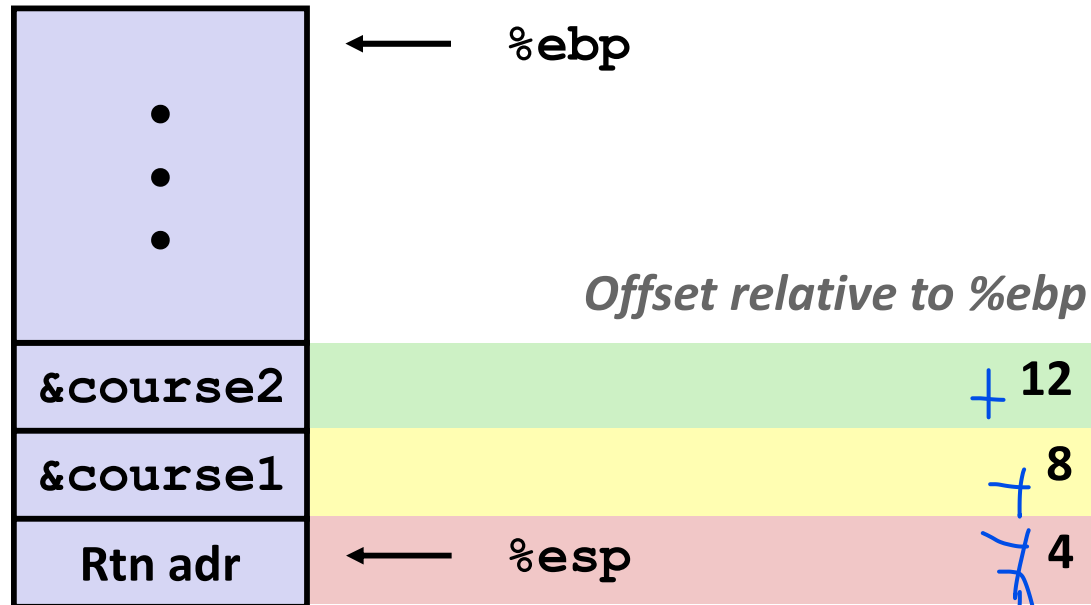 %ebp
Offset relative to %ebp
&course2 + 12
&course1 + 8
Rtn adr %esp + 4